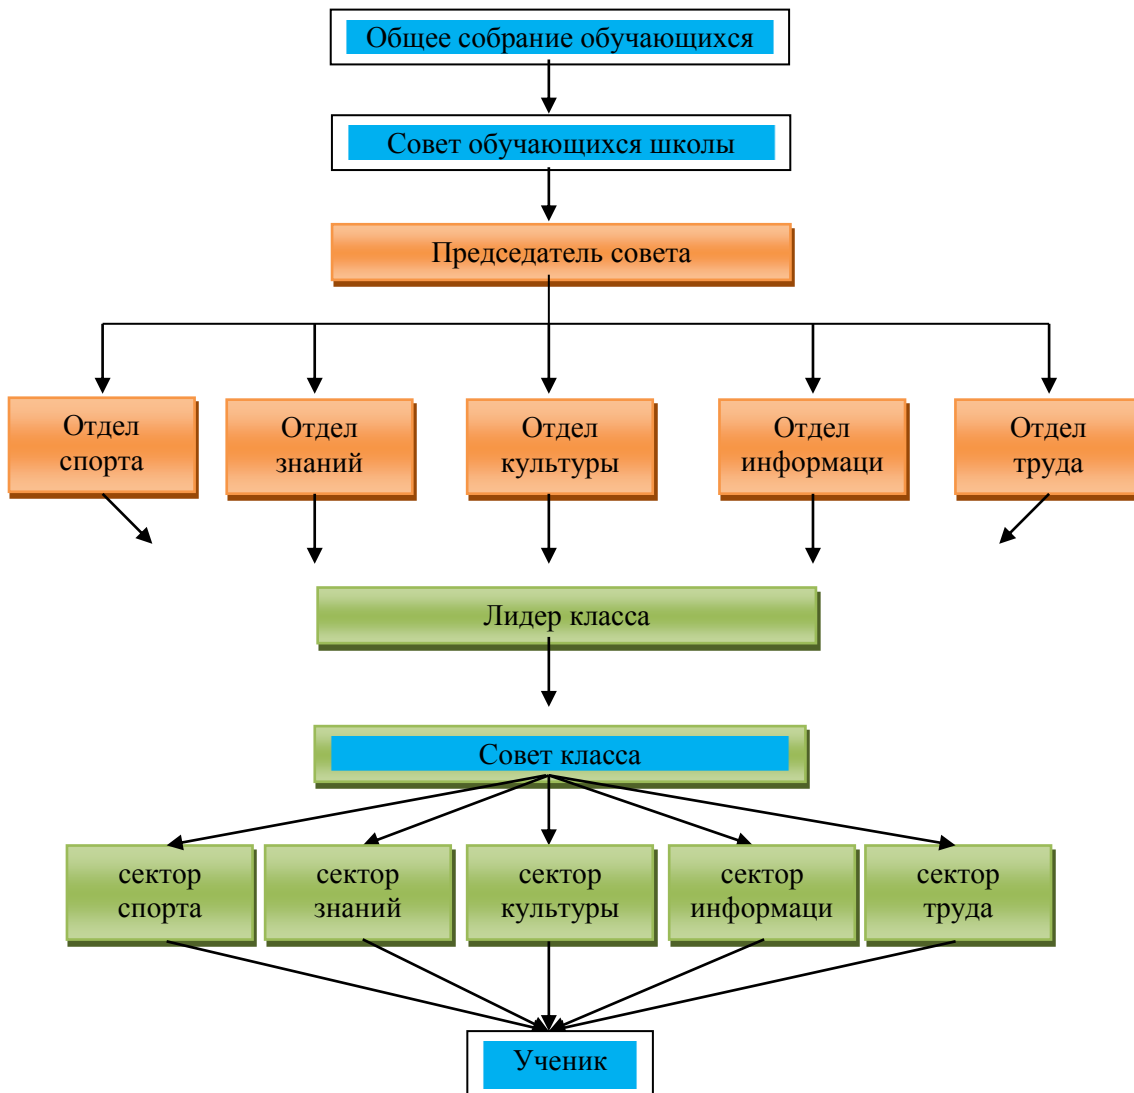 Общее собрание обучающихся
Совет обучающихся школы
Председатель совета
Отдел
спорта
Отдел
знаний
Отдел
культуры
Отдел
информаци
Отдел
труда
Лидер класса
Совет класса
сектор
спорта
сектор
знаний
сектор
культуры
сектор
информаци
сектор
труда
Ученик